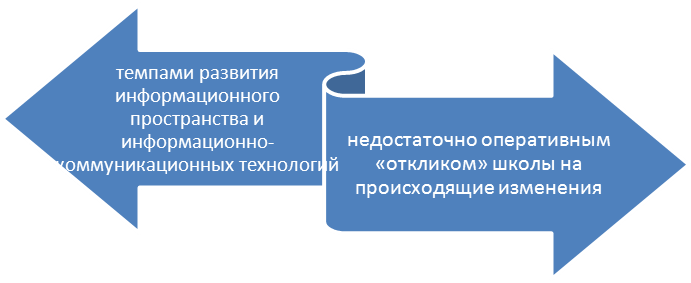 темпами развития
информационного
пространства и
информационно-
коммуникационных технологий
недостаточно оперативным
«откликом» школы на
происходящие изменения